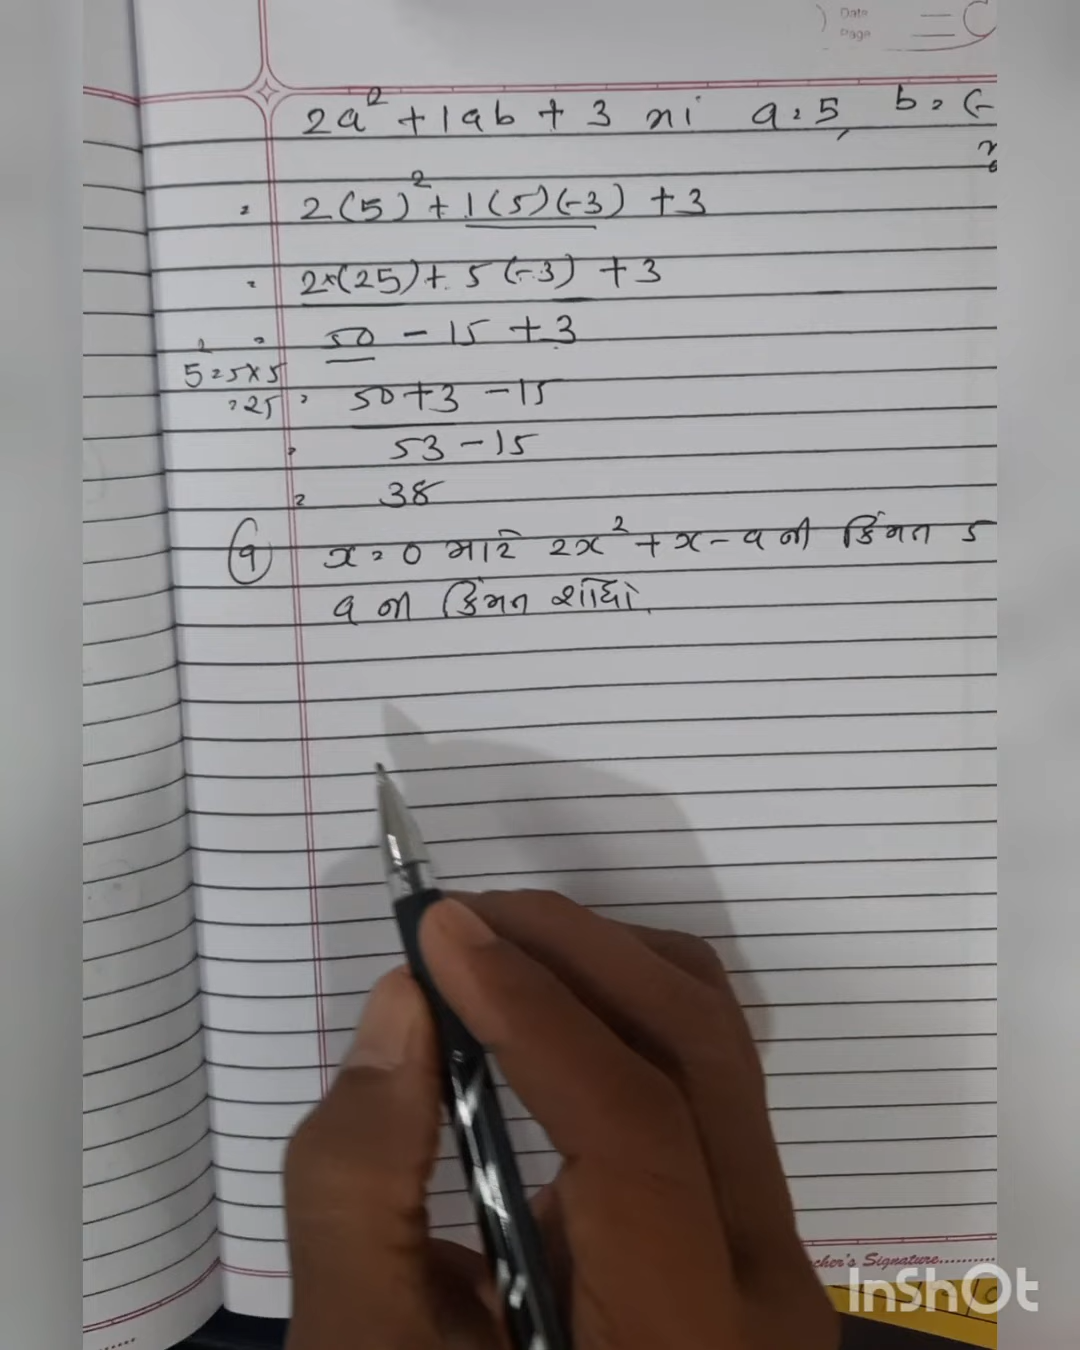 Date
Page
2a² + 1ab + 3 ni a = 5, b = (-
= 2(5)² + 1(5)(-3) + 3
= 2×(25) + 5(-3) + 3
= 50 - 15 + 3
5² = 5×5
= 25
= 50 + 3 - 15
= 53 - 15
= 38
9 x = 0 માટે 2x² + x - a ની કિંમત 5
a ની કિંમત શોધો.
cher's Signature..........
InShOt